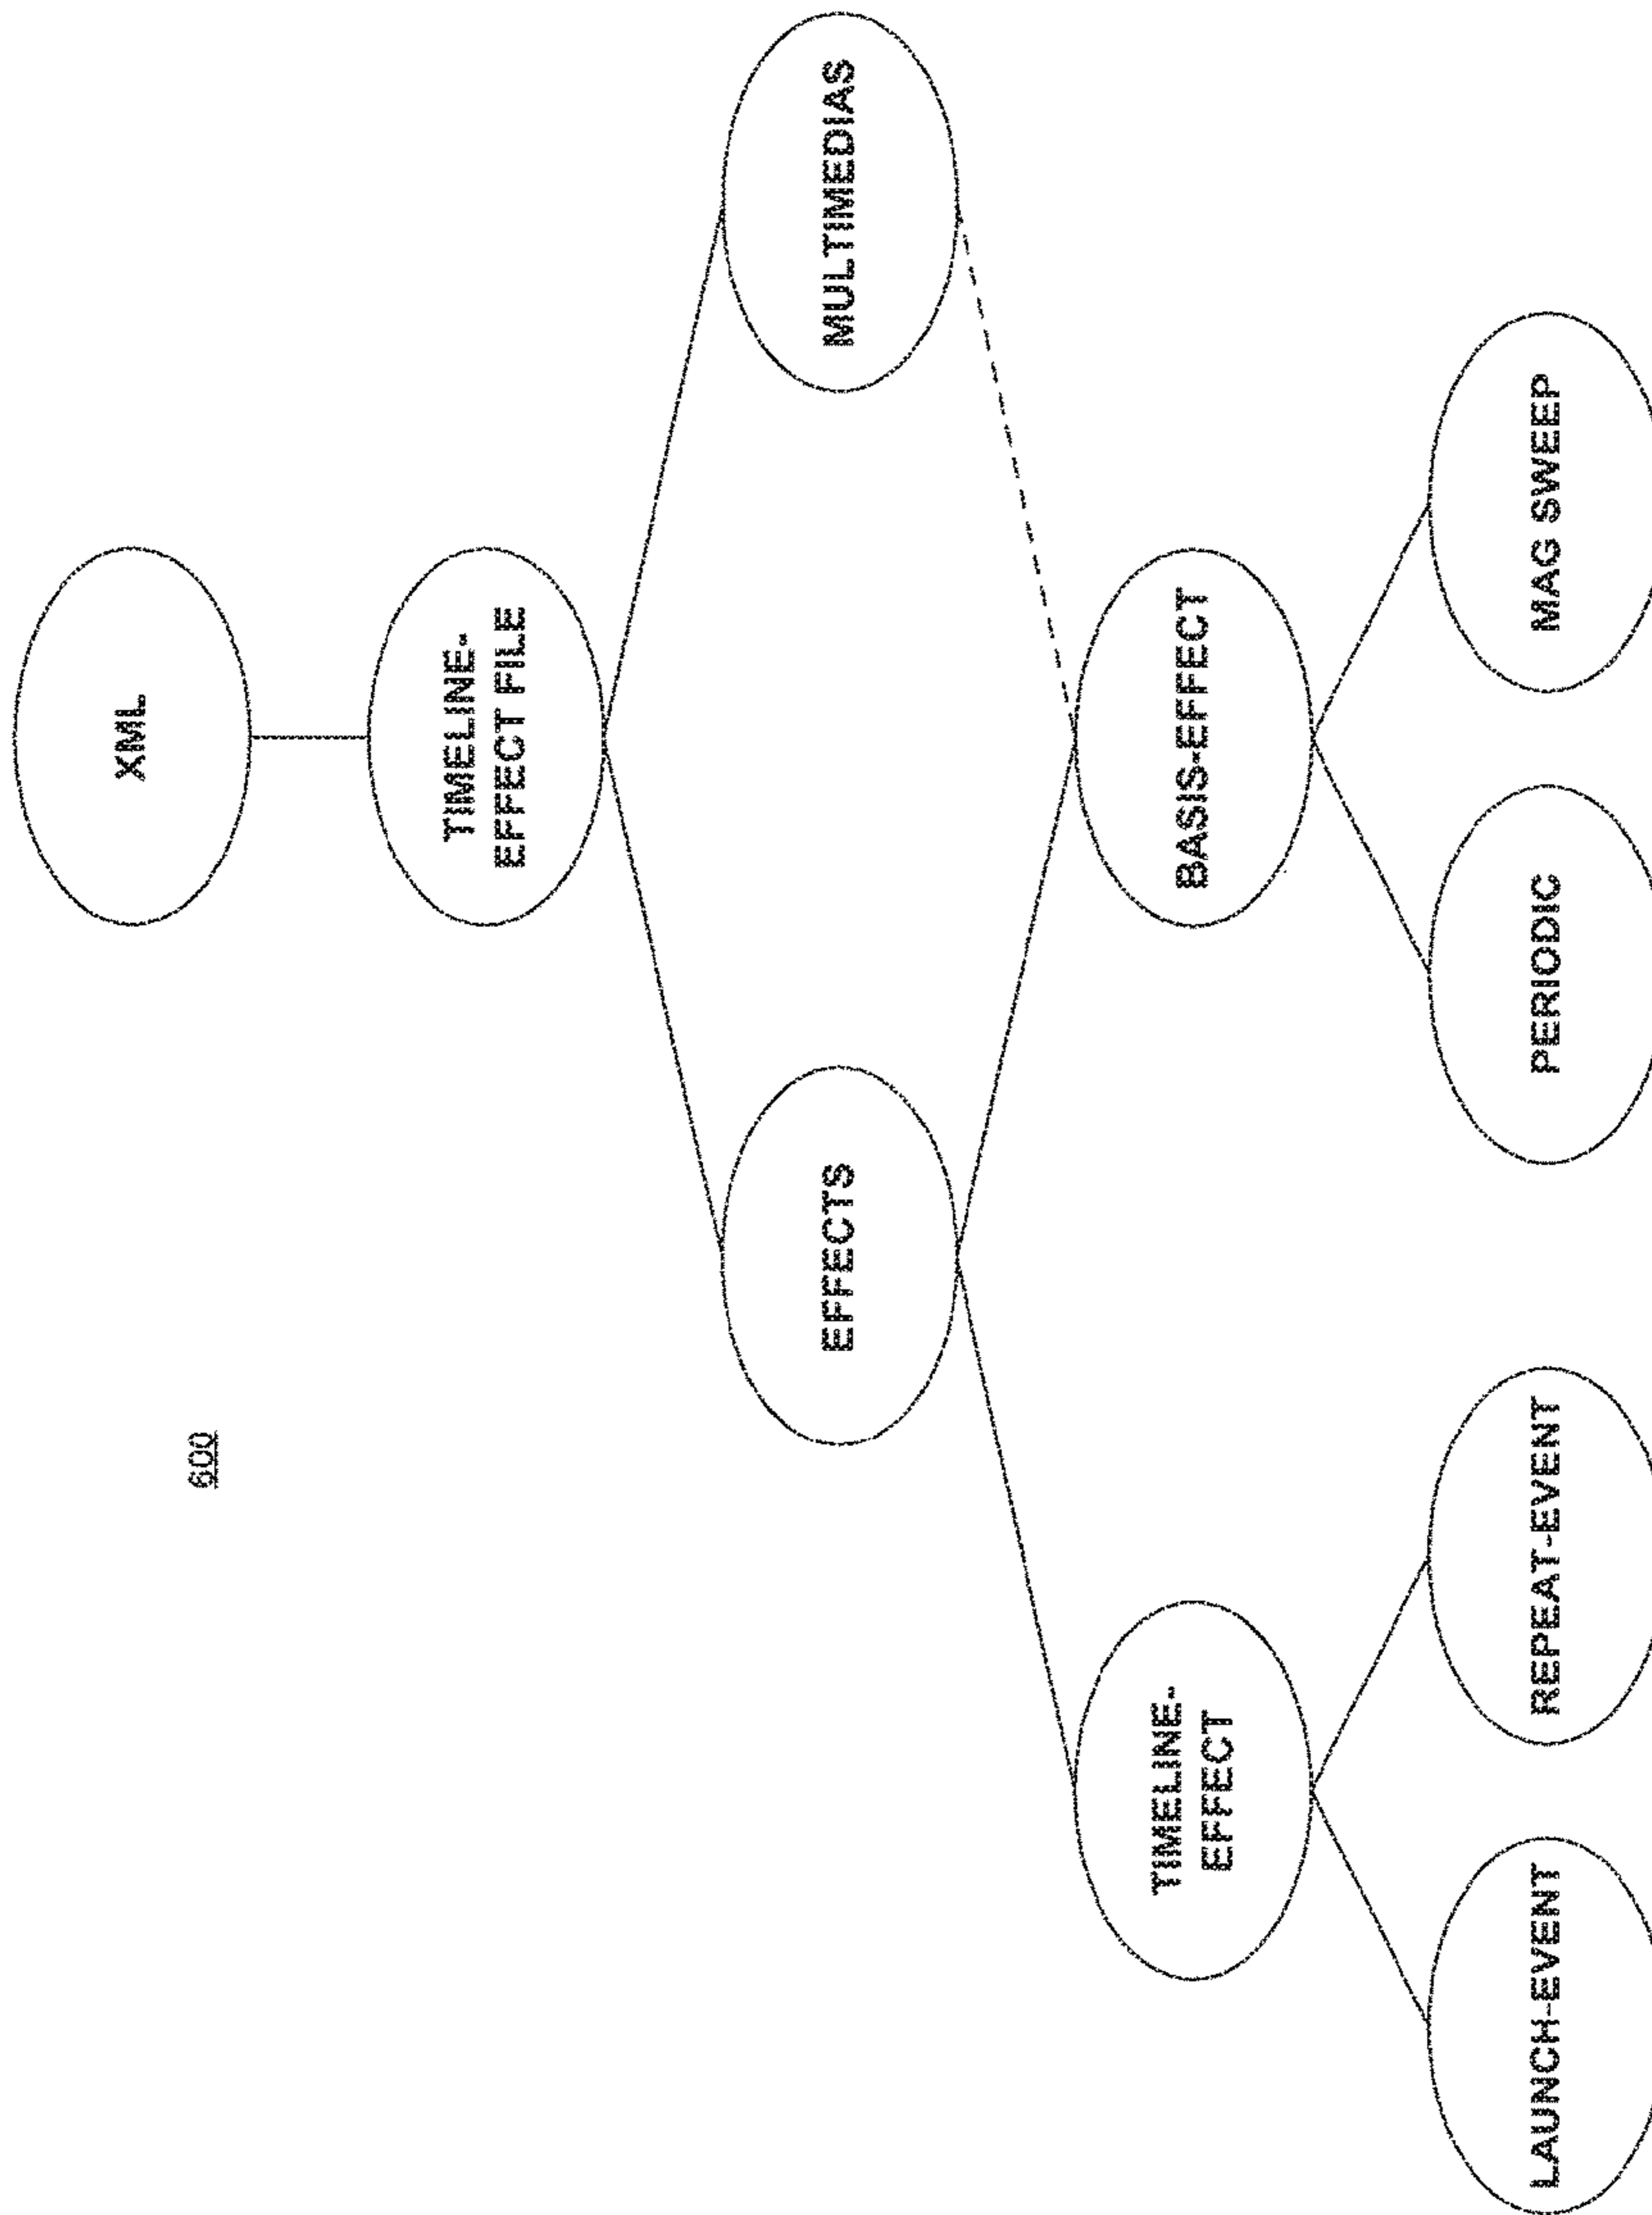 600
XML
TIMELINE-
EFFECT FILE
EFFECTS
MULTIMEDIAS
TIMELINE-
EFFECT
BASIS-EFFECT
LAUNCH-EVENT
REPEAT-EVENT
PERIODIC
MAG SWEEP